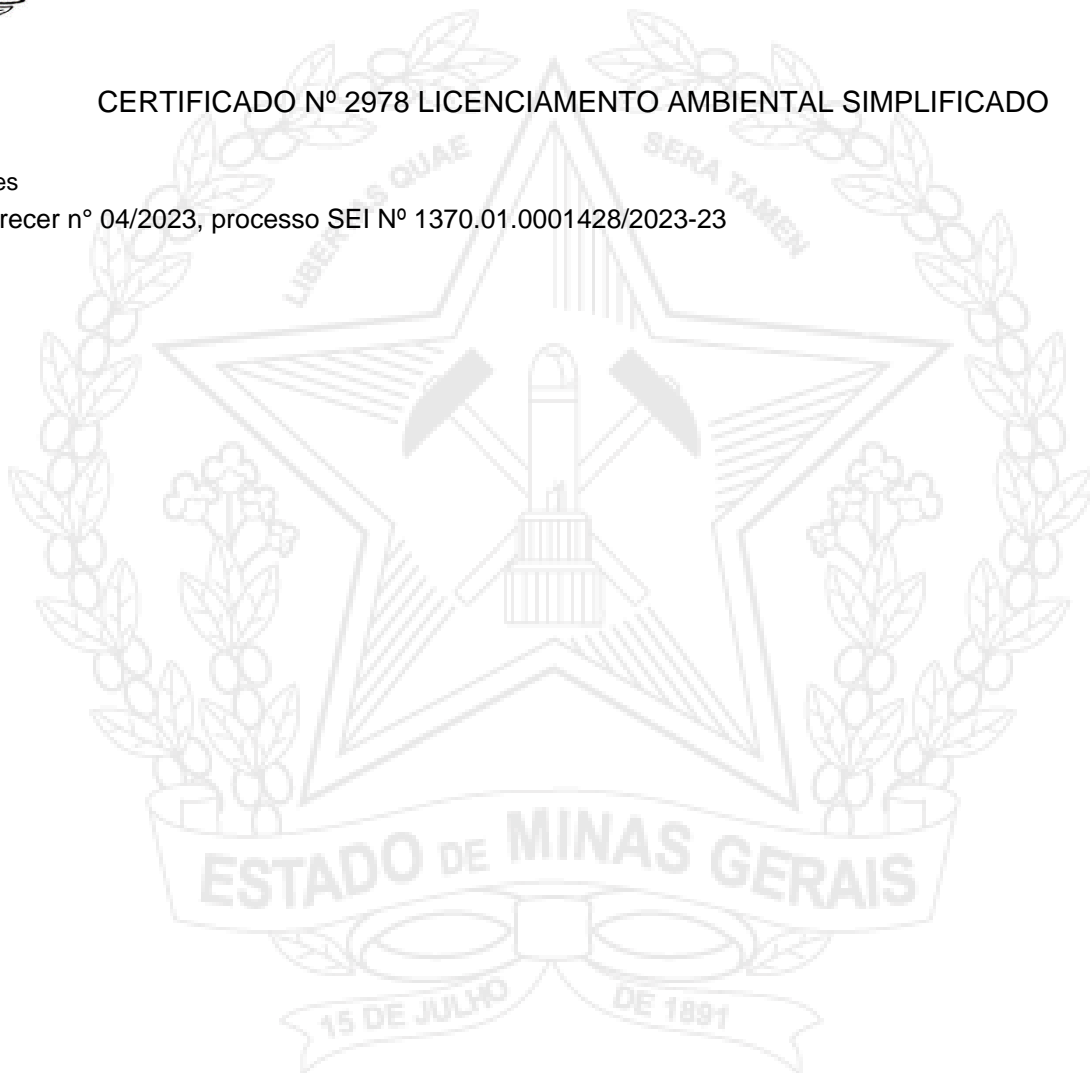 CERTIFICADO Nº 2978 LICENCIAMENTO AMBIENTAL SIMPLIFICADO
es
recer n° 04/2023, processo SEI Nº 1370.01.0001428/2023-23
LIBERTAS QUAE SERA TAMEN
ESTADO DE MINAS GERAIS
15 DE JULHO DE 1891